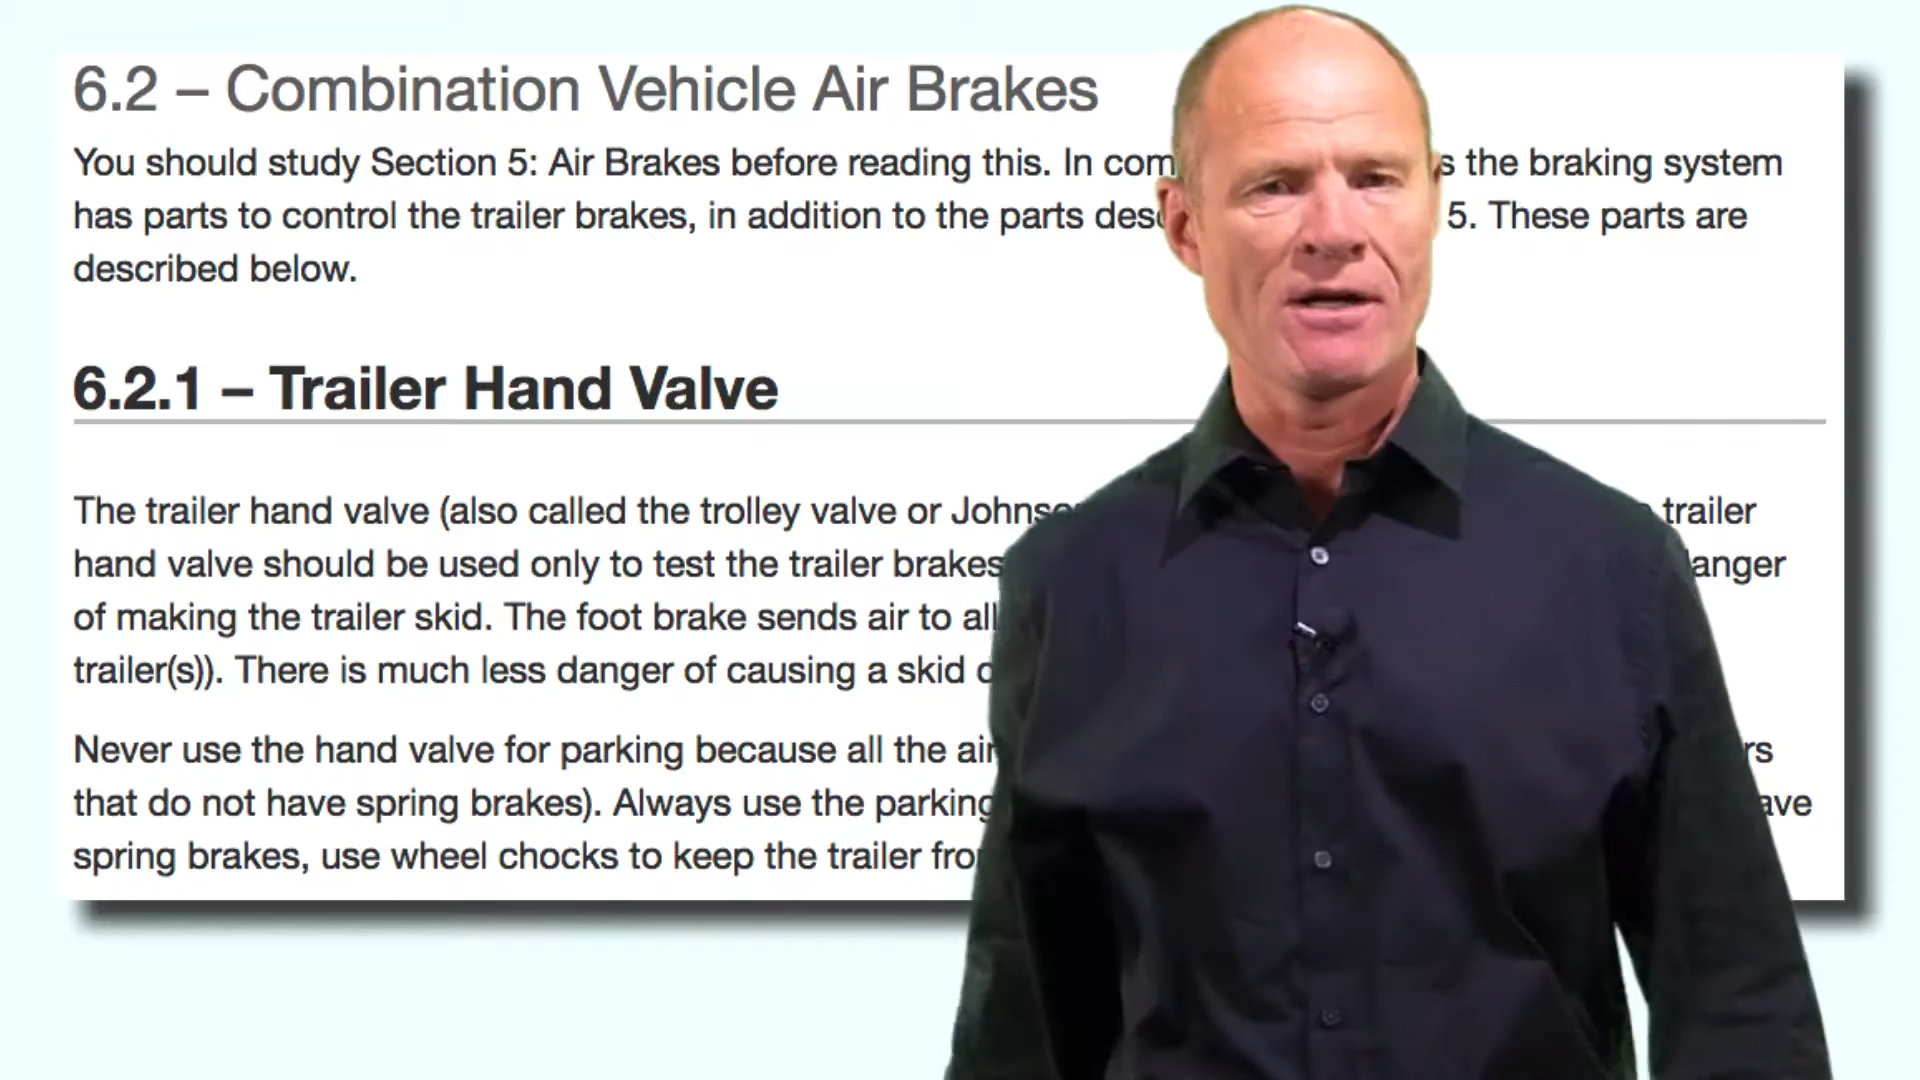 6.2 – Combination Vehicle Air Brakes
You should study Section 5: Air Brakes before reading this. In com s the braking system
has parts to control the trailer brakes, in addition to the parts desc 5. These parts are
described below.
6.2.1 – Trailer Hand Valve
The trailer hand valve (also called the trolley valve or Johnso trailer
hand valve should be used only to test the trailer brakes anger
of making the trailer skid. The foot brake sends air to all
trailer(s)). There is much less danger of causing a skid
Never use the hand valve for parking because all the air rs
that do not have spring brakes). Always use the parking ave
spring brakes, use wheel chocks to keep the trailer fro